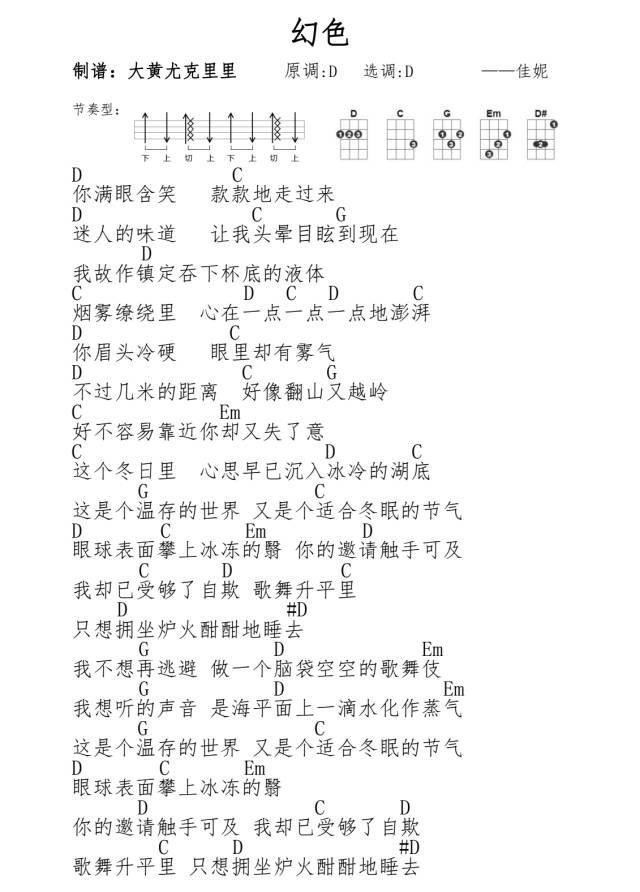 幻色
制谱：大黄尤克里里 原调:D 选调:D ——佳妮
节奏型： D C G Em D#
下 上 切 上 下 上 切 上
D C
你满眼含笑 款款地走过来
D C G
迷人的味道 让我头晕目眩到现在
D
我故作镇定吞下杯底的液体
C D C D C
烟雾缭绕里 心在一点一点一点地澎湃
D C
你眉头冷硬 眼里却有雾气
D C G
不过几米的距离 好像翻山又越岭
C Em
好不容易靠近你却又失了意
C D C
这个冬日里 心思早已沉入冰冷的湖底
G C
这是个温存的世界 又是个适合冬眠的节气
D C Em D
眼球表面攀上冰冻的翳 你的邀请触手可及
C D C
我却已受够了自欺 歌舞升平里
D #D
只想拥坐炉火酣酣地睡去
G D Em
我不想再逃避 做一个脑袋空空的歌舞伎
G D Em
我想听的声音 是海平面上一滴水化作蒸气
G C
这是个温存的世界 又是个适合冬眠的节气
D C Em
眼球表面攀上冰冻的翳
D C D
你的邀请触手可及 我却已受够了自欺
C D #D
歌舞升平里 只想拥坐炉火酣酣地睡去